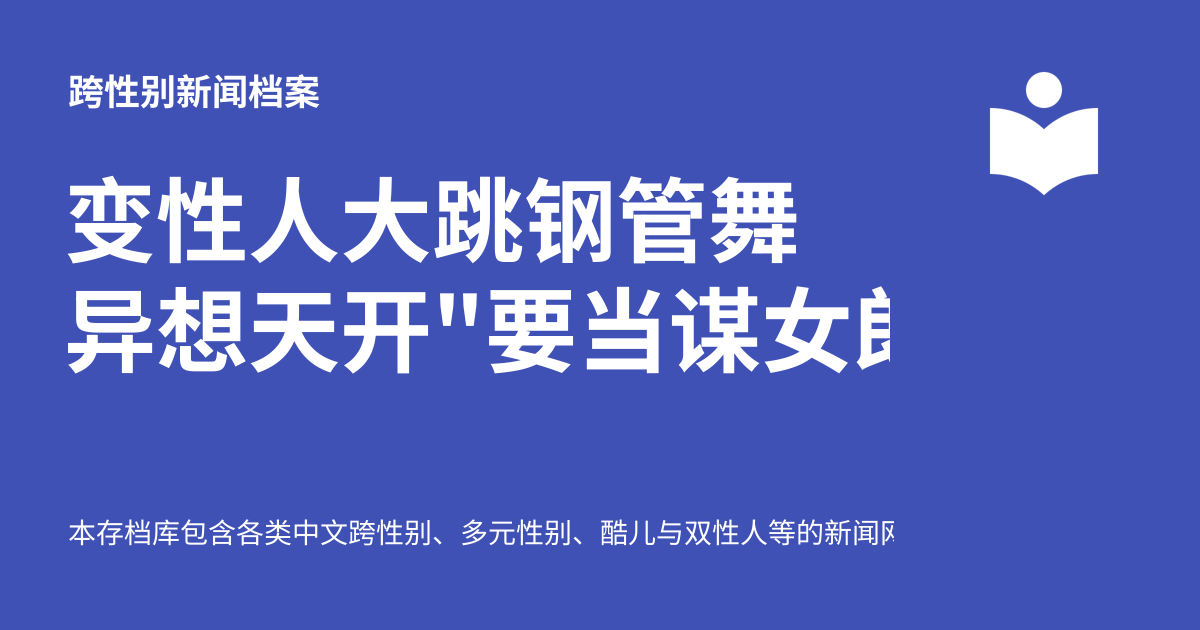 跨性别新闻档案
变性人大跳钢管舞
异想天开"要当谋女
本存档库包含各类中文跨性别、多元性别、酷儿与双性人等的新闻